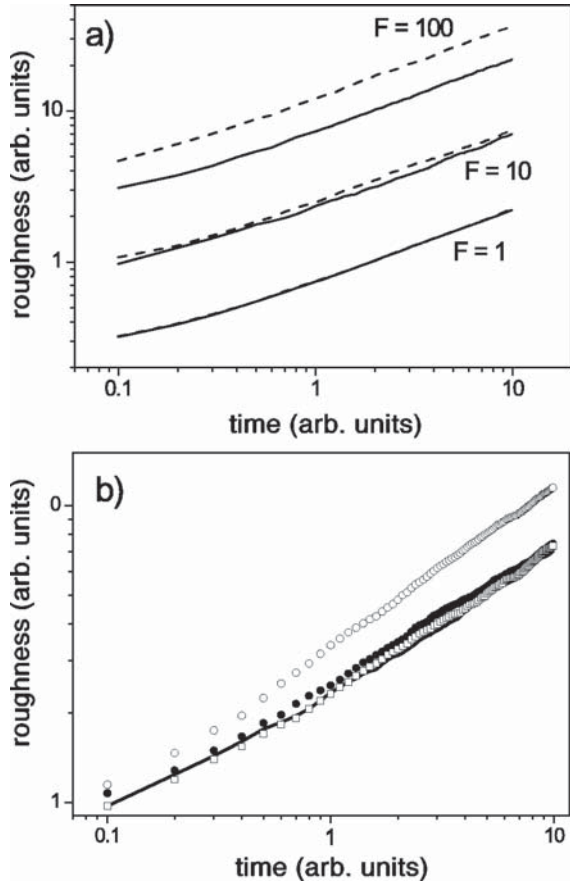 a)
F = 100
F = 10
F = 1
10
1
roughness (arb. units)
0.1
1
10
time (arb. units)
b)
0
1
roughness (arb. units)
0.1
1
10
time (arb. units)